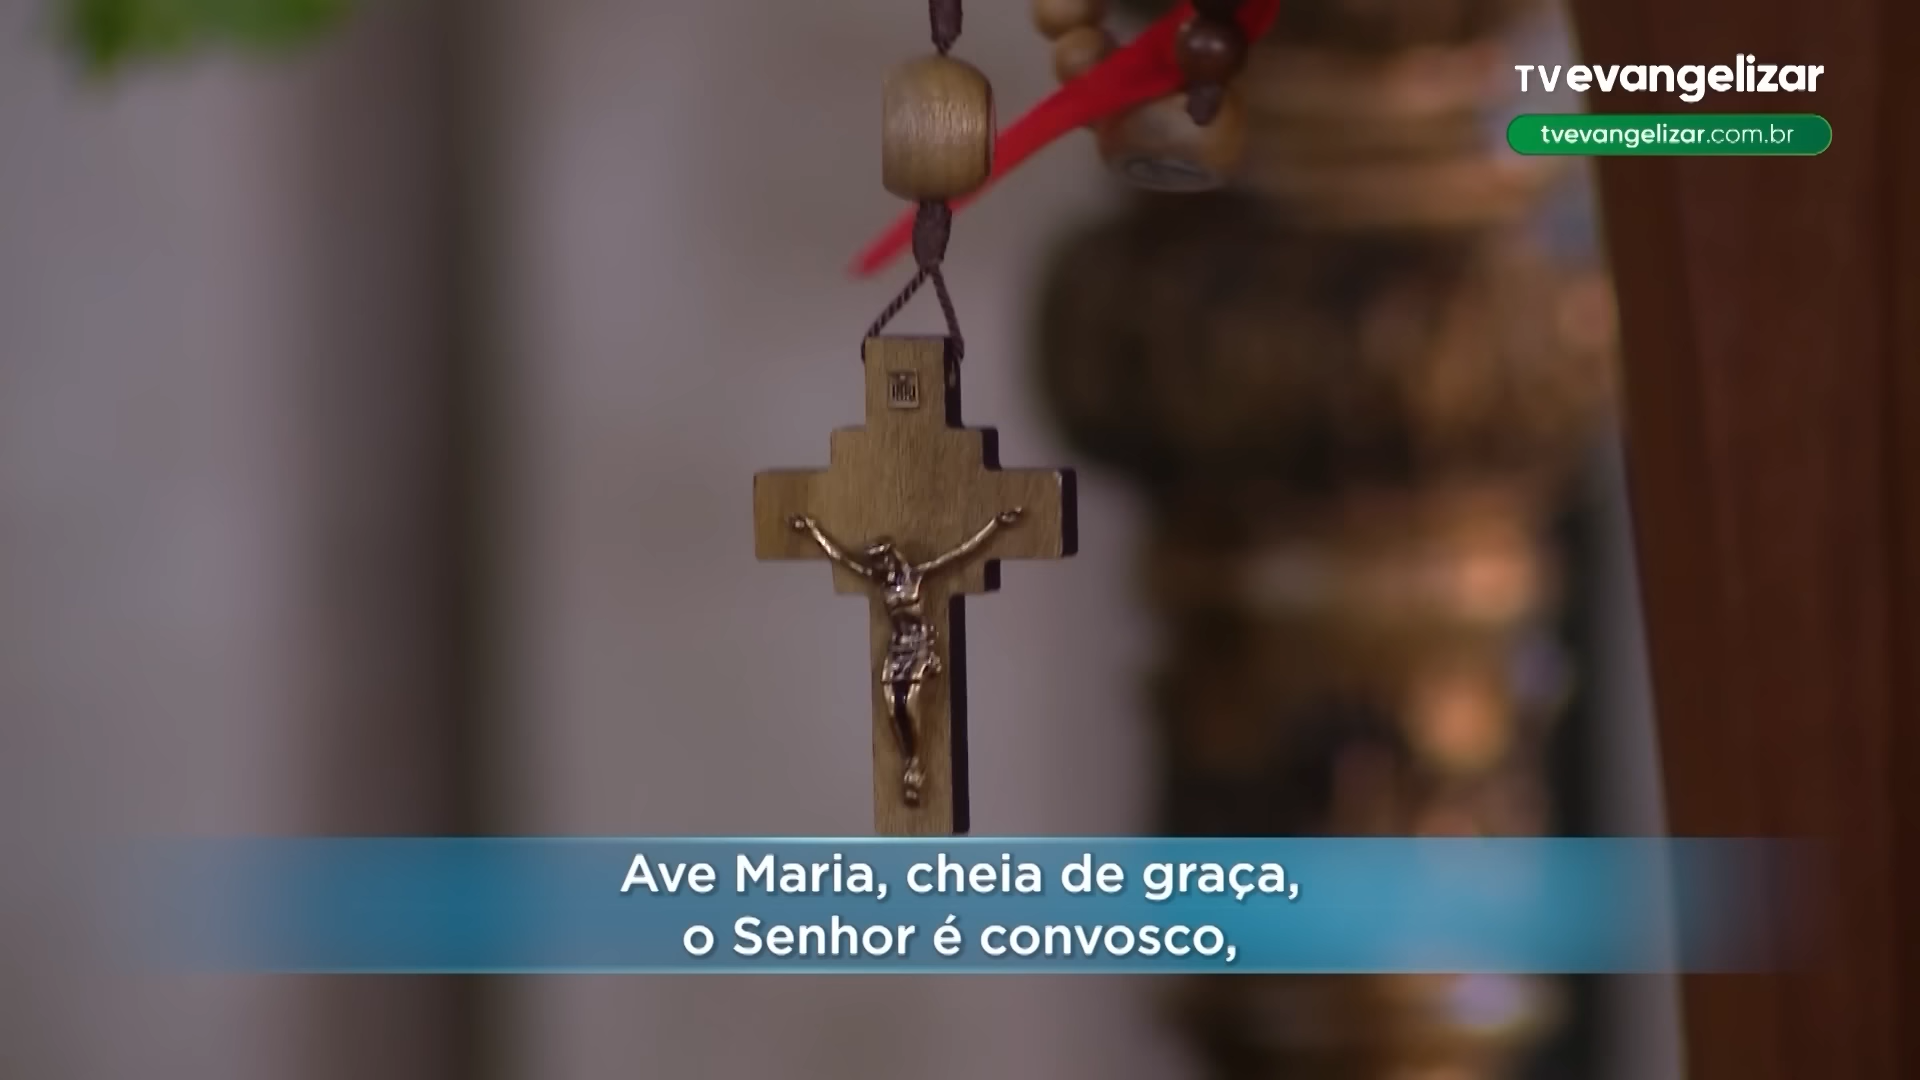 TVevangelizar
tvevangelizar.com.br
Ave Maria, cheia de graça,
o Senhor é convosco,